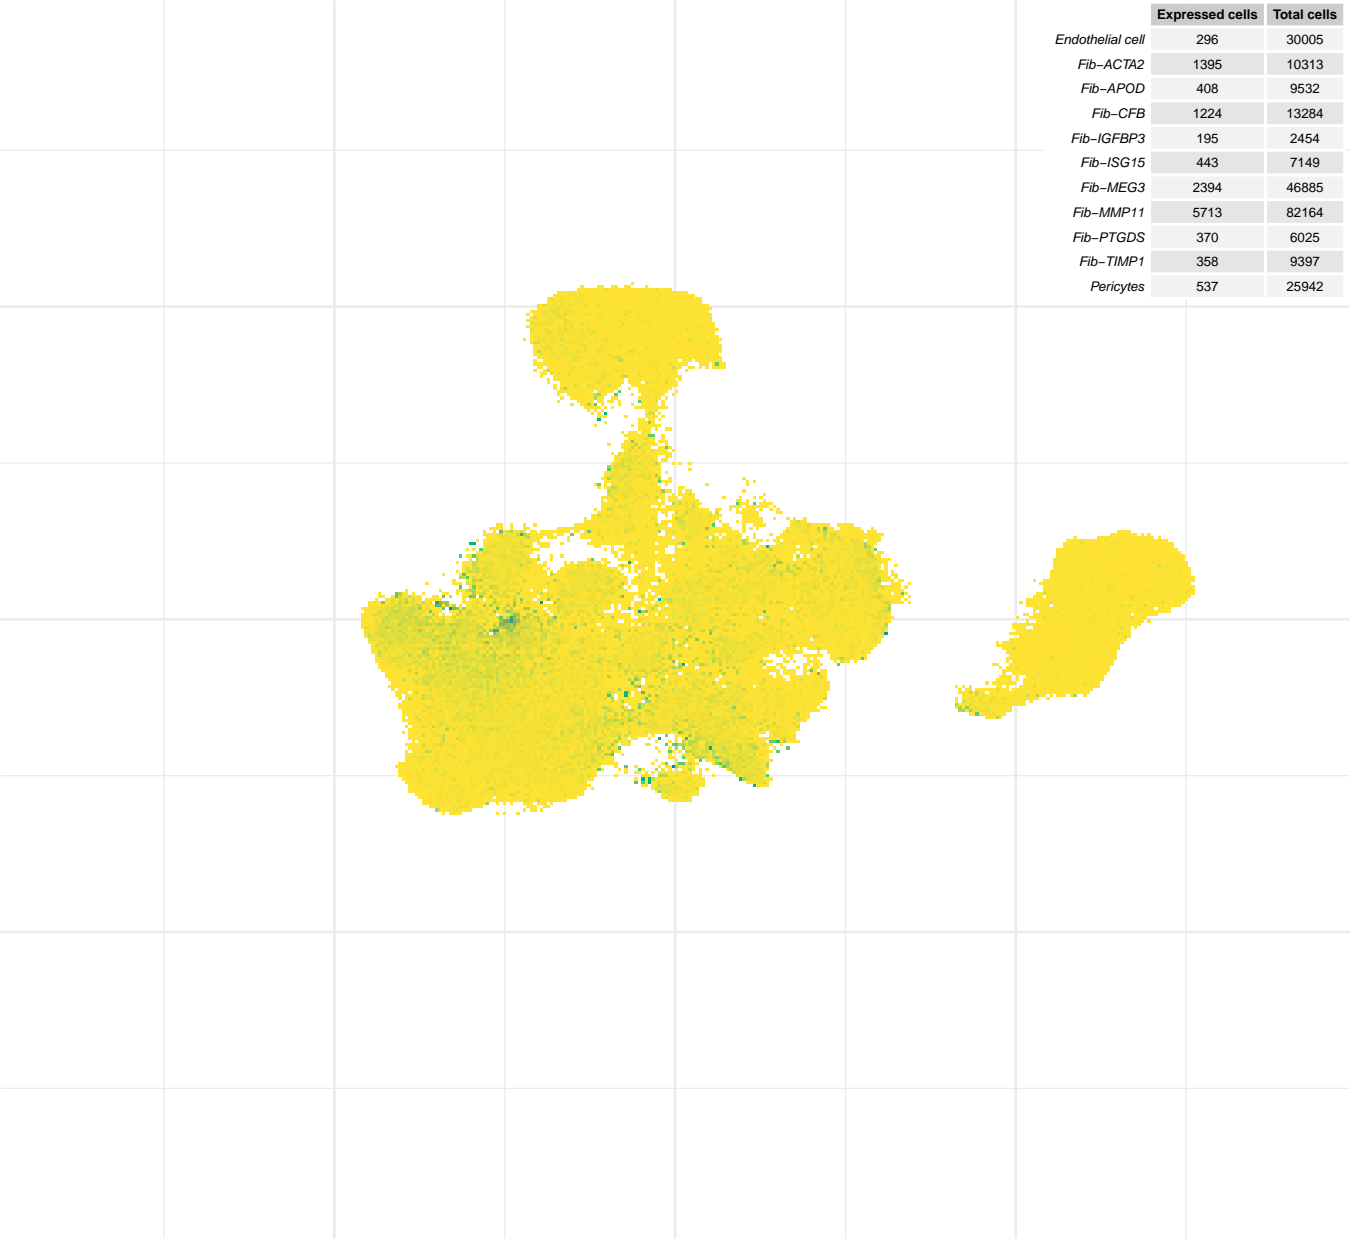 Expressed cells Total cells
Endothelial cell 296 30005
Fib−ACTA2 1395 10313
Fib−APOD 408 9532
Fib−CFB 1224 13284
Fib−IGFBP3 195 2454
Fib−ISG15 443 7149
Fib−MEG3 2394 46885
Fib−MMP11 5713 82164
Fib−PTGDS 370 6025
Fib−TIMP1 358 9397
Pericytes 537 25942